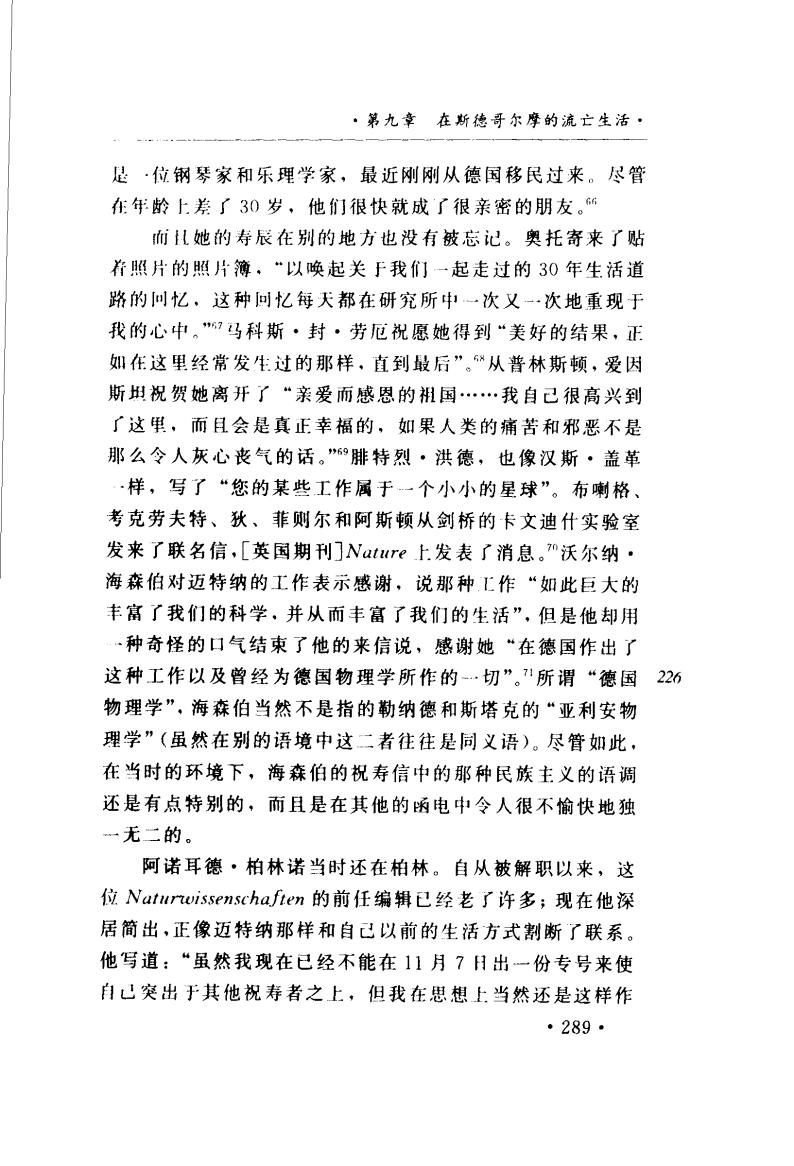 ·第九章 在斯德哥尔摩的流亡生活·
是一位钢琴家和乐理学家，最近刚刚从德国移民过来。尽管
在年龄上差了30岁，他们很快就成了很亲密的朋友。66
而且她的寿辰在别的地方也没有被忘记。奥托寄来了贴
着照片的照片簿，“以唤起关于我们一起走过的30年生活道
路的回忆，这种回忆每天都在研究所中一次又一次地重现于
我的心中。”67马科斯·封·劳厄祝愿她得到“美好的结果，正
如在这里经常发生过的那样，直到最后”。68从普林斯顿，爱因
斯坦祝贺她离开了“亲爱而感恩的祖国……我自己很高兴到
了这里，而且会是真正幸福的，如果人类的痛苦和邪恶不是
那么令人灰心丧气的话。”69腓特烈·洪德，也像汉斯·盖革
一样，写了“您的某些工作属于一个小小的星球”。布喇格、
考克劳夫特、狄、菲则尔和阿斯顿从剑桥的卡文迪什实验室
发来了联名信，[英国期刊]Nature上发表了消息。70沃尔纳·
海森伯对迈特纳的工作表示感谢，说那种工作“如此巨大的
丰富了我们的科学，并从而丰富了我们的生活”，但是他却用
一种奇怪的口气结束了他的来信说，感谢她“在德国作出了
这种工作以及曾经为德国物理学所作的一切”。71所谓“德国 226
物理学”，海森伯当然不是指的勒纳德和斯塔克的“亚利安物
理学”（虽然在别的语境中这二者往往是同义语）。尽管如此，
在当时的环境下，海森伯的祝寿信中的那种民族主义的语调
还是有点特别的，而且是在其他的函电中令人很不愉快地独
一无二的。
阿诺耳德·柏林诺当时还在柏林。自从被解职以来，这
位Naturwissenschaften的前任编辑已经老了许多；现在他深
居简出，正像迈特纳那样和自己以前的生活方式割断了联系。
他写道：“虽然我现在已经不能在11月7日出一份专号来使
自己突出于其他祝寿者之上，但我在思想上当然还是这样作
·289·